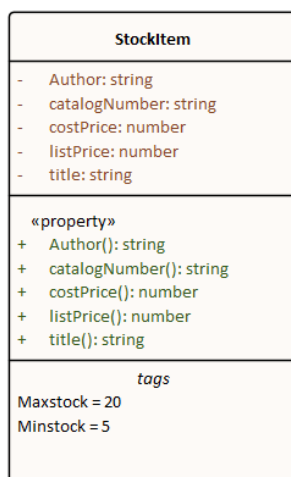 StockItem
- Author: string
- catalogNumber: string
- costPrice: number
- listPrice: number
- title: string
«property»
+ Author(): string
+ catalogNumber(): string
+ costPrice(): number
+ listPrice(): number
+ title(): string
tags
Maxstock = 20
Minstock = 5